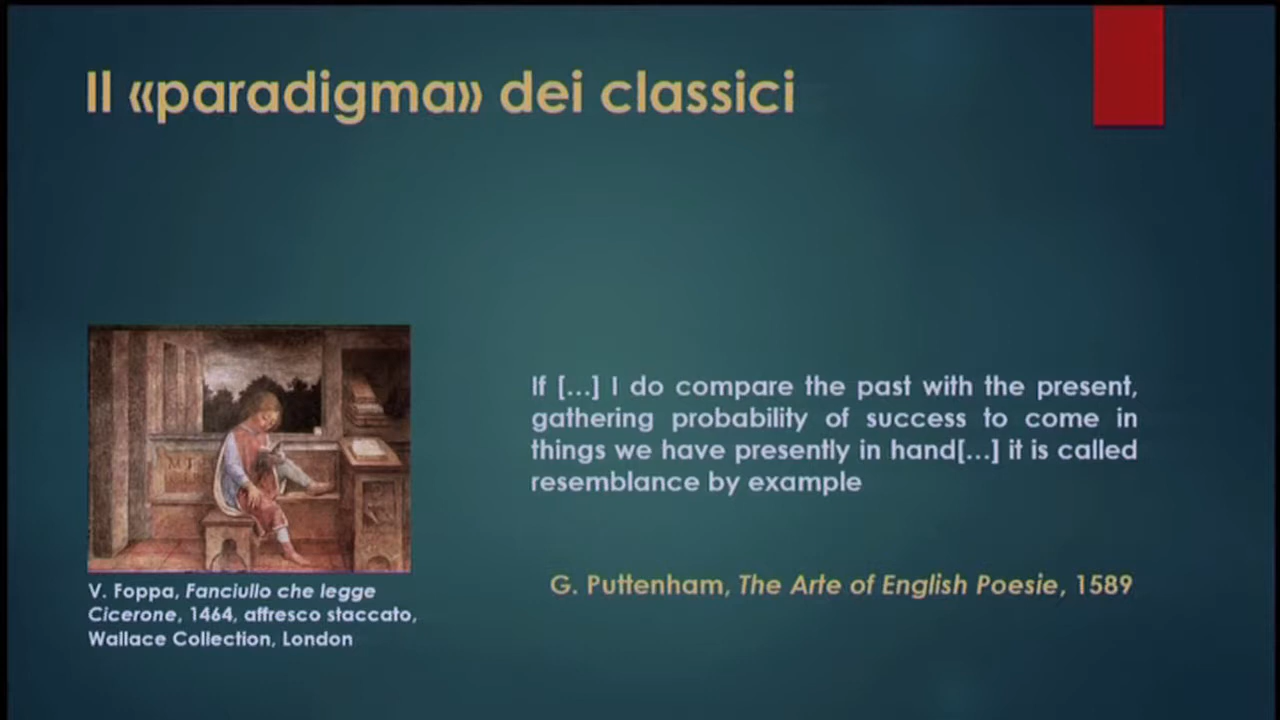 Il «paradigma» dei classici
If [...] I do compare the past with the present,
gathering probability of success to come in
things we have presently in hand[...] it is called
resemblance by example
G. Puttenham, The Arte of English Poesie, 1589
V. Foppa, Fanciullo che legge
Cicerone, 1464, affresco staccato,
Wallace Collection, London